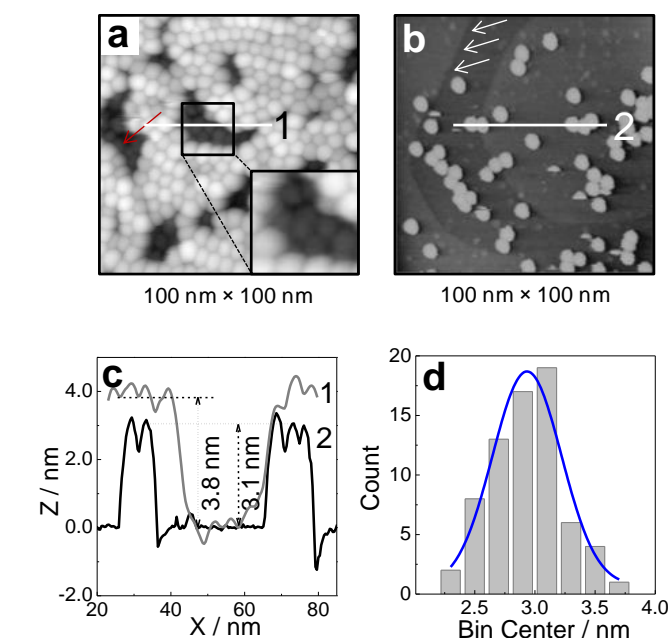 a
1
100 nm × 100 nm
b
2
100 nm × 100 nm
c
1
2
3.8 nm
3.1 nm
4.0
2.0
0.0
-2.0
Z / nm
20 40 60 80
X / nm
d
20
15
10
5
0
Count
2.5 3.0 3.5 4.0
Bin Center / nm